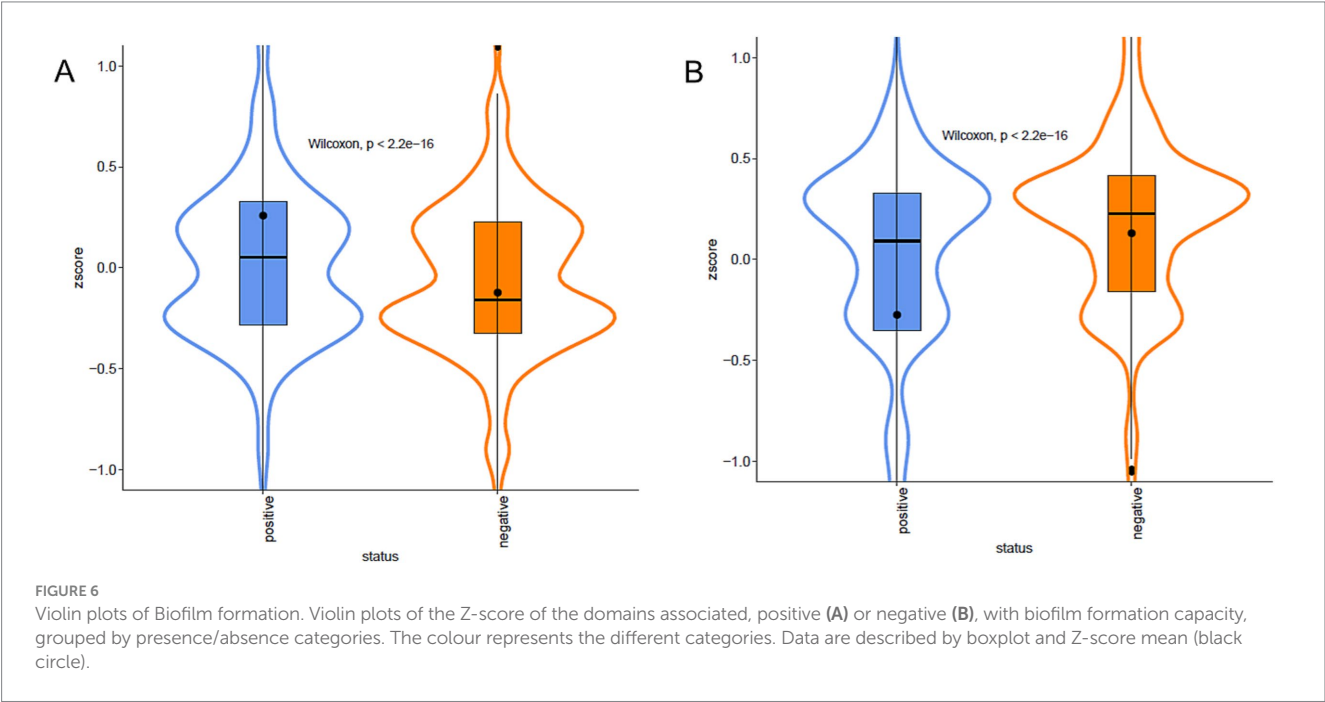 A
1.0
0.5
0.0
−0.5
−1.0
zscore
Wilcoxon, p < 2.2e−16
positive
negative
status
B
1.0
0.5
0.0
−0.5
−1.0
zscore
Wilcoxon, p < 2.2e−16
positive
negative
status
FIGURE 6
Violin plots of Biofilm formation. Violin plots of the Z-score of the domains associated, positive (A) or negative (B), with biofilm formation capacity,
grouped by presence/absence categories. The colour represents the different categories. Data are described by boxplot and Z-score mean (black
circle).